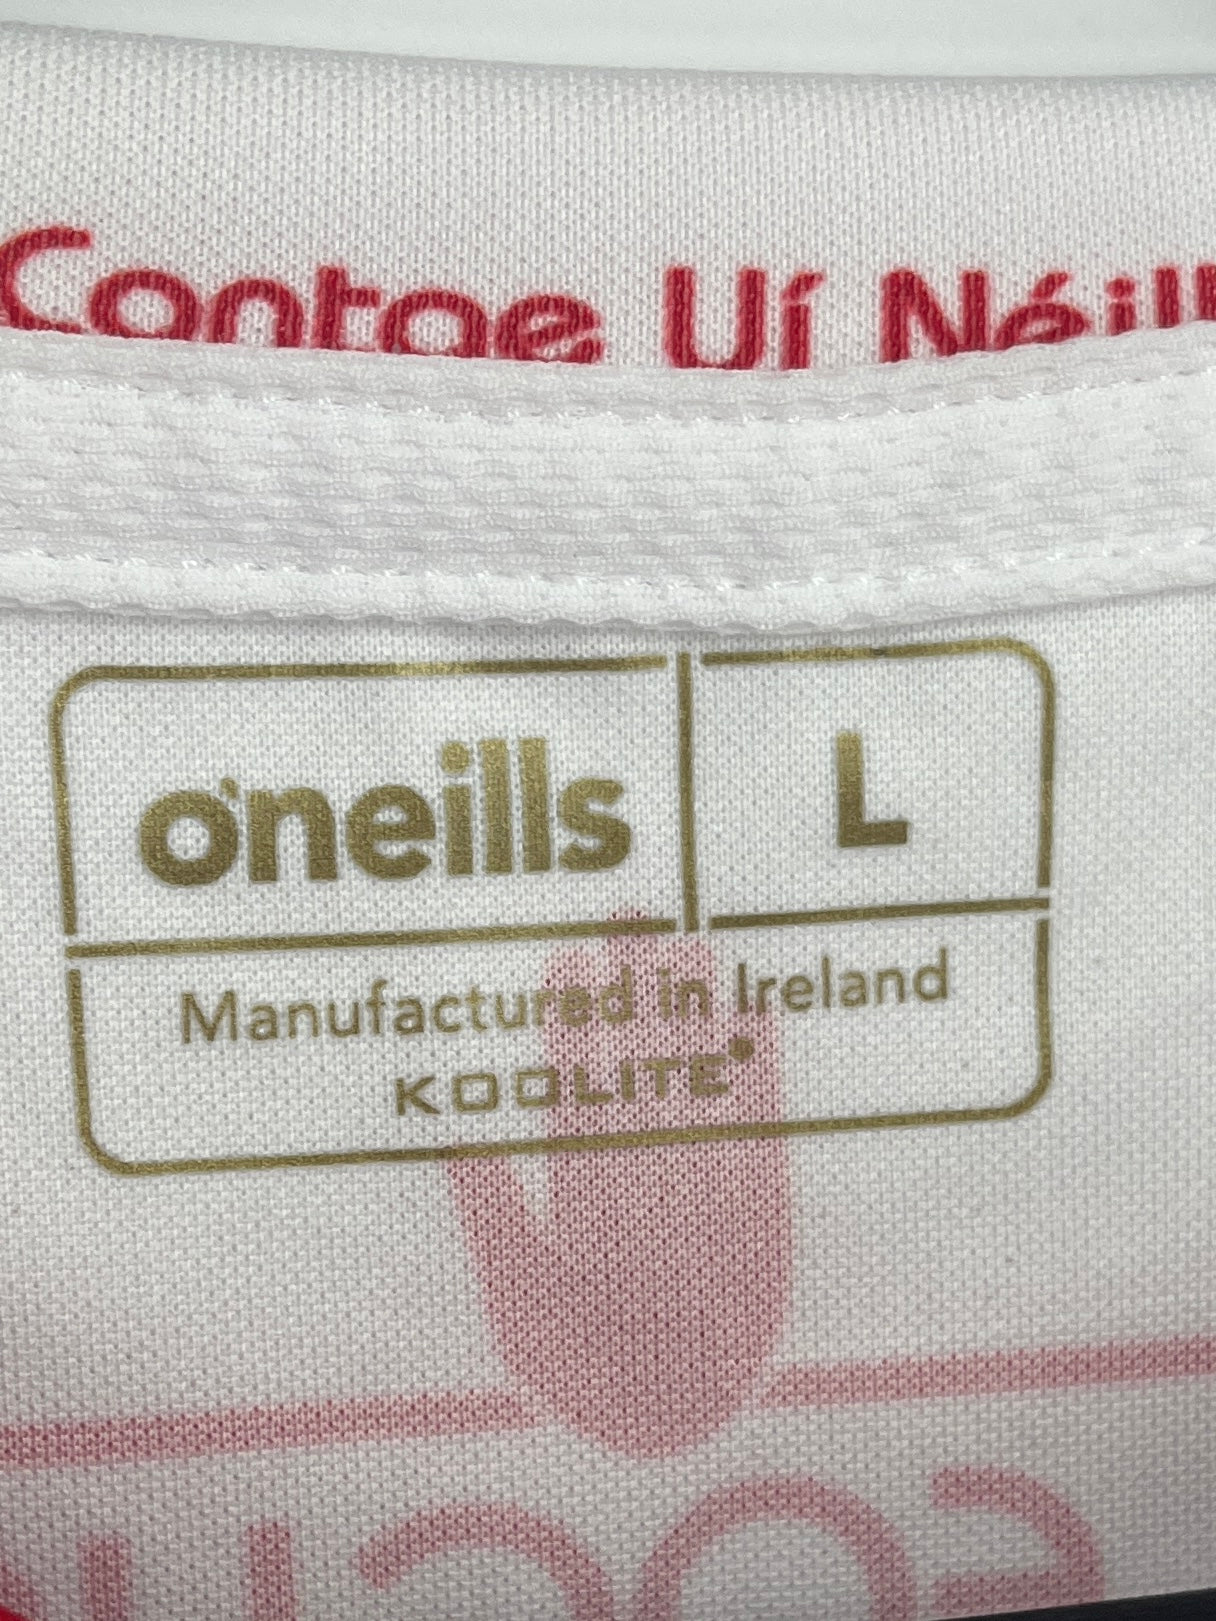 Contae Uí Néill
o'neills
L
Manufactured in Ireland
KOOLITE